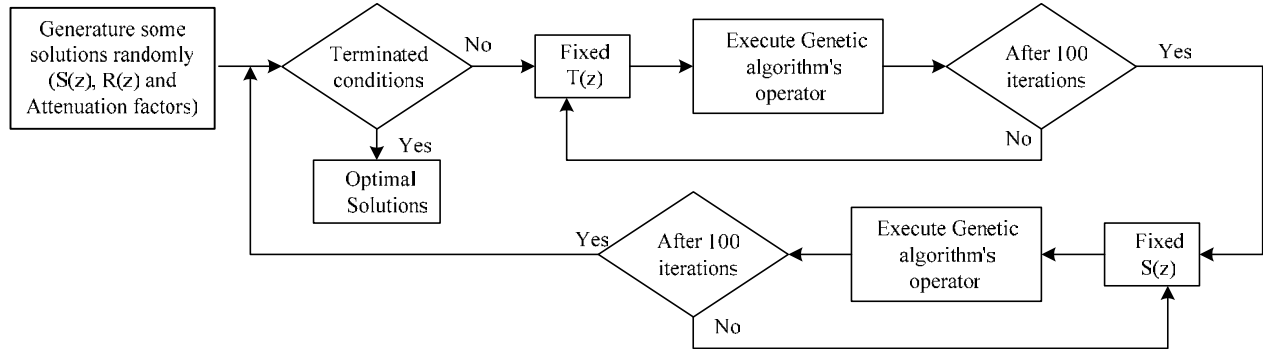 Generature some
solutions randomly
(S(z), R(z) and
Attenuation factors)
Terminated
conditions
No
Yes
Optimal
Solutions
Fixed
T(z)
Execute Genetic
algorithm's
operator
After 100
iterations
Yes
No
Fixed
S(z)
Execute Genetic
algorithm's
operator
After 100
iterations
Yes
No